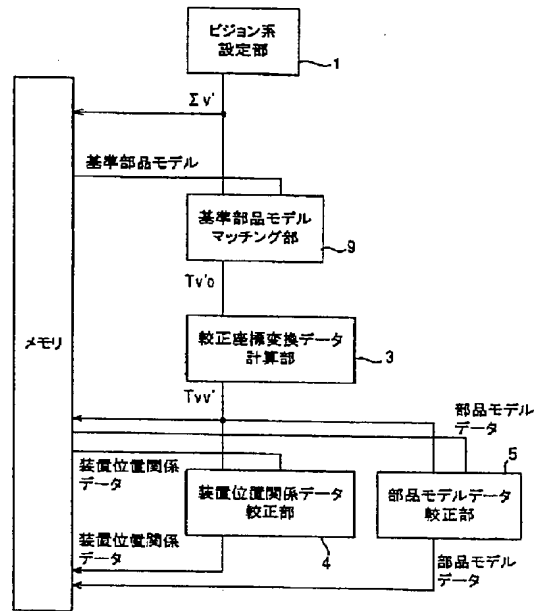 ビジョン系
設定部
1
Σv'
基準部品モデル
基準部品モデル
マッチング部
9
Tv'o
メモリ
較正座標変換データ
計算部
3
Tvv'
部品モデル
データ
5
装置位置関係
データ
装置位置関係データ
較正部
4
部品モデルデータ
較正部
装置位置関係
データ
部品モデル
データ